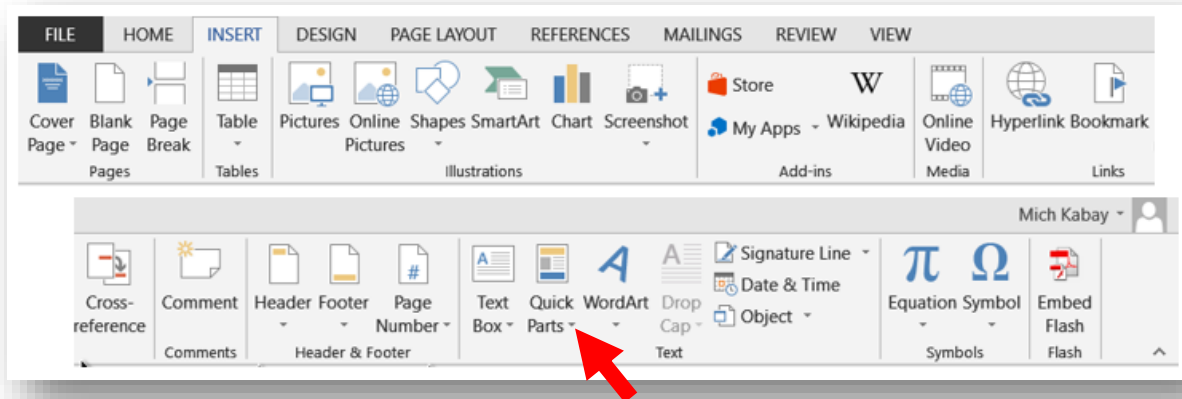 FILE HOME INSERT DESIGN PAGE LAYOUT REFERENCES MAILINGS REVIEW VIEW
Cover Page
Blank Page
Page Break
Pages
Table
Tables
Pictures
Online Pictures
Shapes
SmartArt
Chart
Screenshot
Illustrations
Store
My Apps
W
Wikipedia
Add-ins
Online Video
Media
Hyperlink
Bookmark
Links
Mich Kabay
Cross-
reference
Comment
Comments
Header
Footer
#
Page Number
Header & Footer
A
Text Box
Quick Parts
A
WordArt
A
Drop Cap
Signature Line
Date & Time
Object
Text
π
Equation
Ω
Symbol
Symbols
Embed Flash
Flash